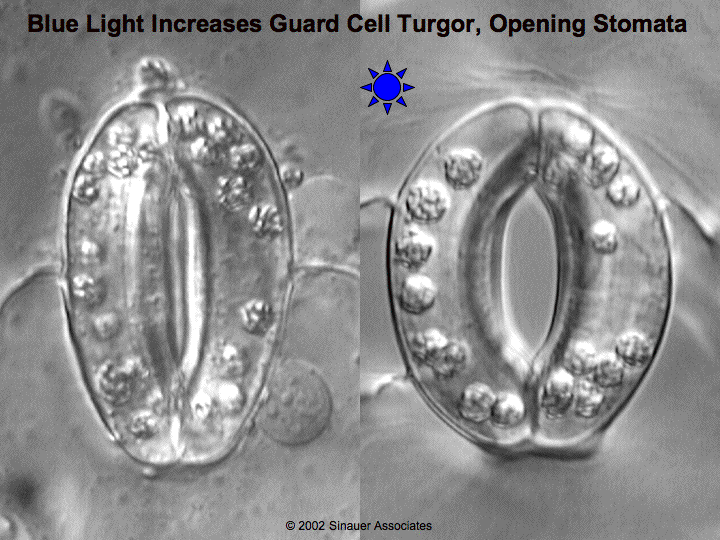 Blue Light Increases Guard Cell Turgor, Opening Stomata
© 2002 Sinauer Associates